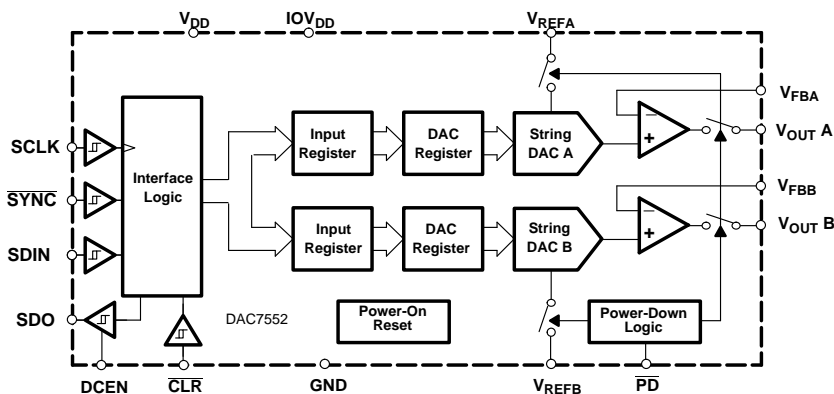 VDD
IOVDD
VREFA
VFBA
SCLK
Interface
Logic
Input
Register
DAC
Register
String
DAC A
−
+
VOUT A
SYNC
VFBB
SDIN
Input
Register
DAC
Register
String
DAC B
−
+
VOUT B
SDO
DAC7552
Power-On
Reset
Power-Down
Logic
DCEN
CLR
GND
VREFB
PD